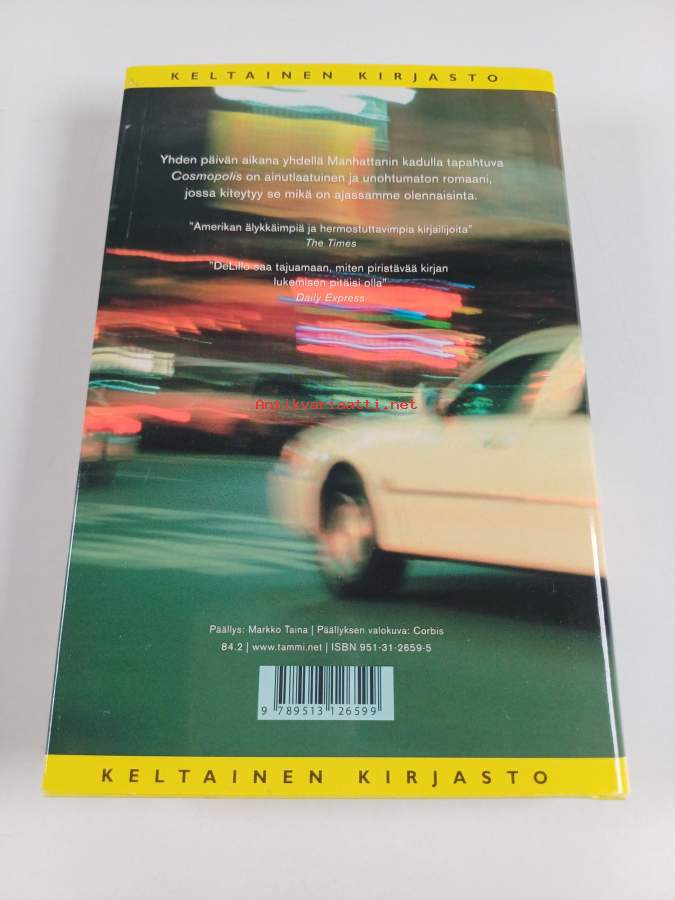 KELTAINEN KIRJASTO
Yhden päivän aikana yhdellä Manhattanin kadulla tapahtuva
Cosmopolis on ainutlaatuinen ja unohtumaton romaani,
jossa kiteytyy se mikä on ajassamme olennaisinta.
"Amerikan älykkäimpiä ja hermostuttavimpia kirjailijoita"
The Times
"DeLillo saa tajuamaan, miten piristävää kirjan
lukemisen pitäisi olla"
Daily Express
Antikvariaatti.net
Päällys: Markko Taina | Päällyksen valokuva: Corbis
84.2 | www.tammi.net | ISBN 951-31-2659-5
9 789513 126599
KELTAINEN KIRJASTO